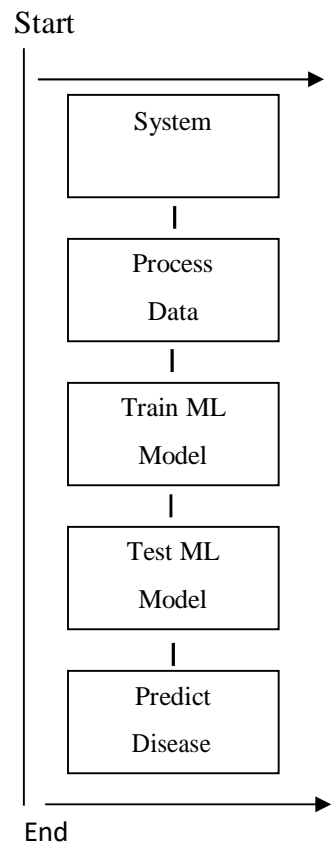 Start
System
Process
Data
Train ML
Model
Test ML
Model
Predict
Disease
End